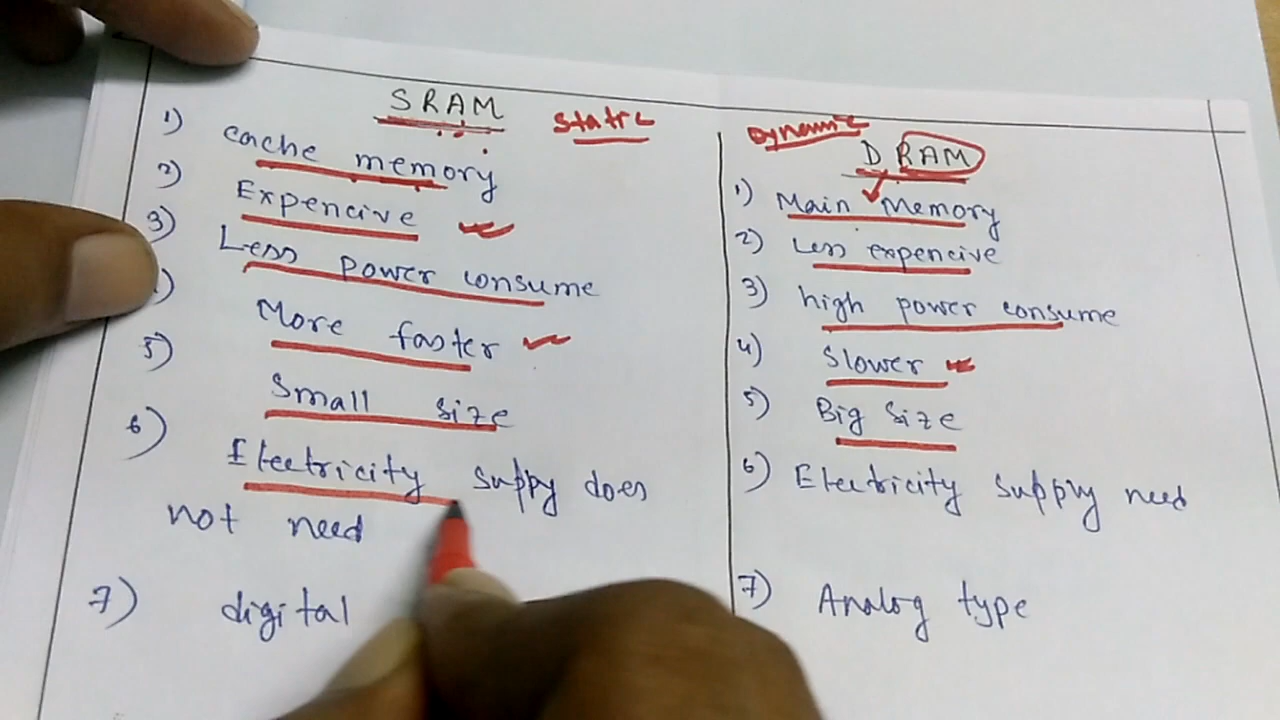 SRAM static
1) Cache memory
2) Expencive
3) Less power consume
) More faster
5) Small size
6) Electricity suppy does
not need
7) digital
Dynamic
DRAM
1) Main Memory
2) Less expencive
3) high power consume
4) Slower
5) Big Size
6) Electricity supply need
7) Analog type